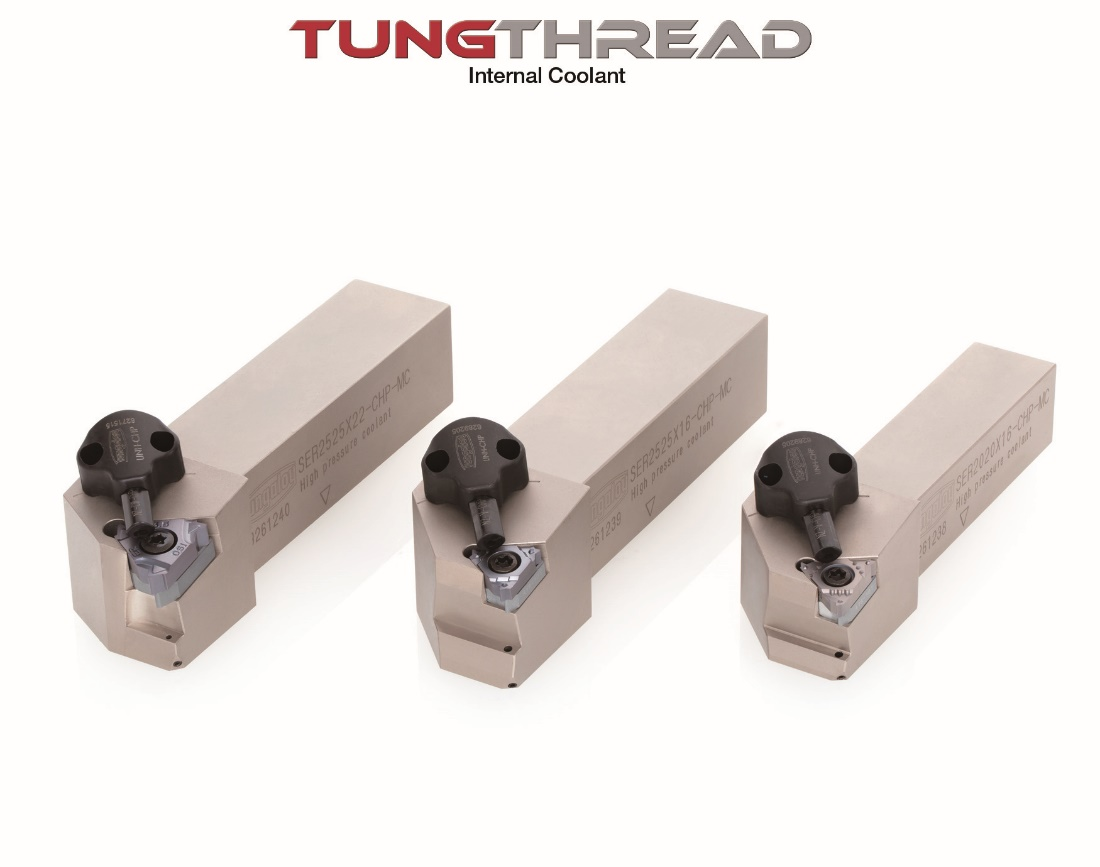 TUNGTHREAD
Internal Coolant
SER2525X22-CHP-MC
High pressure coolant
261240
SER2525X16-CHP-MC
High pressure coolant
261239
SER2020X16-CHP-MC
High pressure coolant
261238
ISO